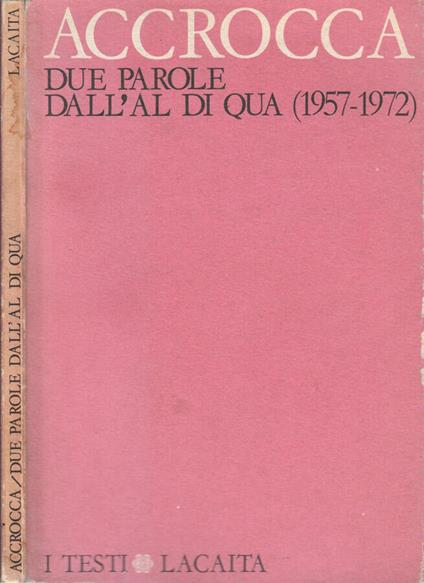 LACAITA
ACCROCCA/DUE PAROLE DALL'AL DI QUA
ACCROCCA
DUE PAROLE
DALL'AL DI QUA (1957-1972)
I TESTI LACAITA